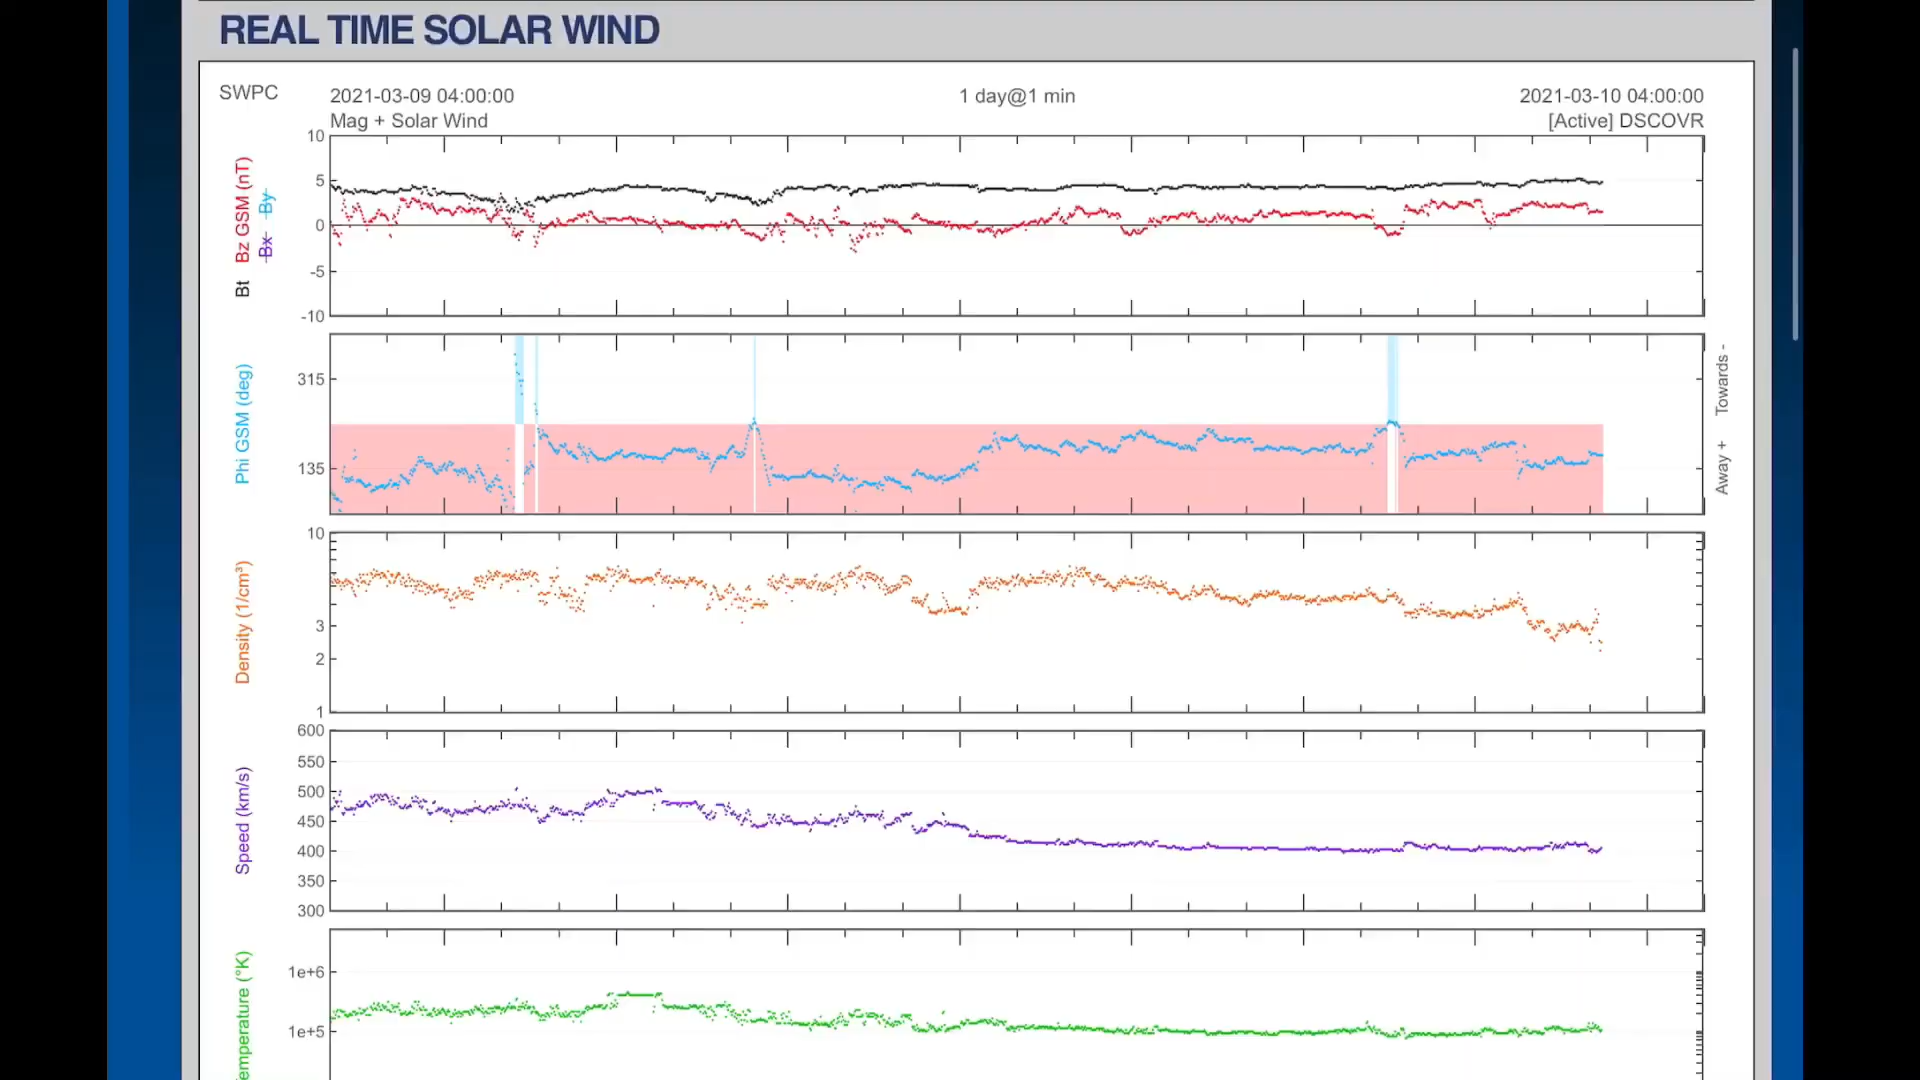 REAL TIME SOLAR WIND
SWPC
2021-03-09 04:00:00
1 day@1 min
2021-03-10 04:00:00
Mag + Solar Wind
[Active] DSCOVR
Bt Bz GSM (nT)
Bx By
10
5
0
-5
-10
Phi GSM (deg)
315
135
Away + Towards -
Density (1/cm³)
10
3
2
1
Speed (km/s)
600
550
500
450
400
350
300
emperature (°K)
1e+6
1e+5